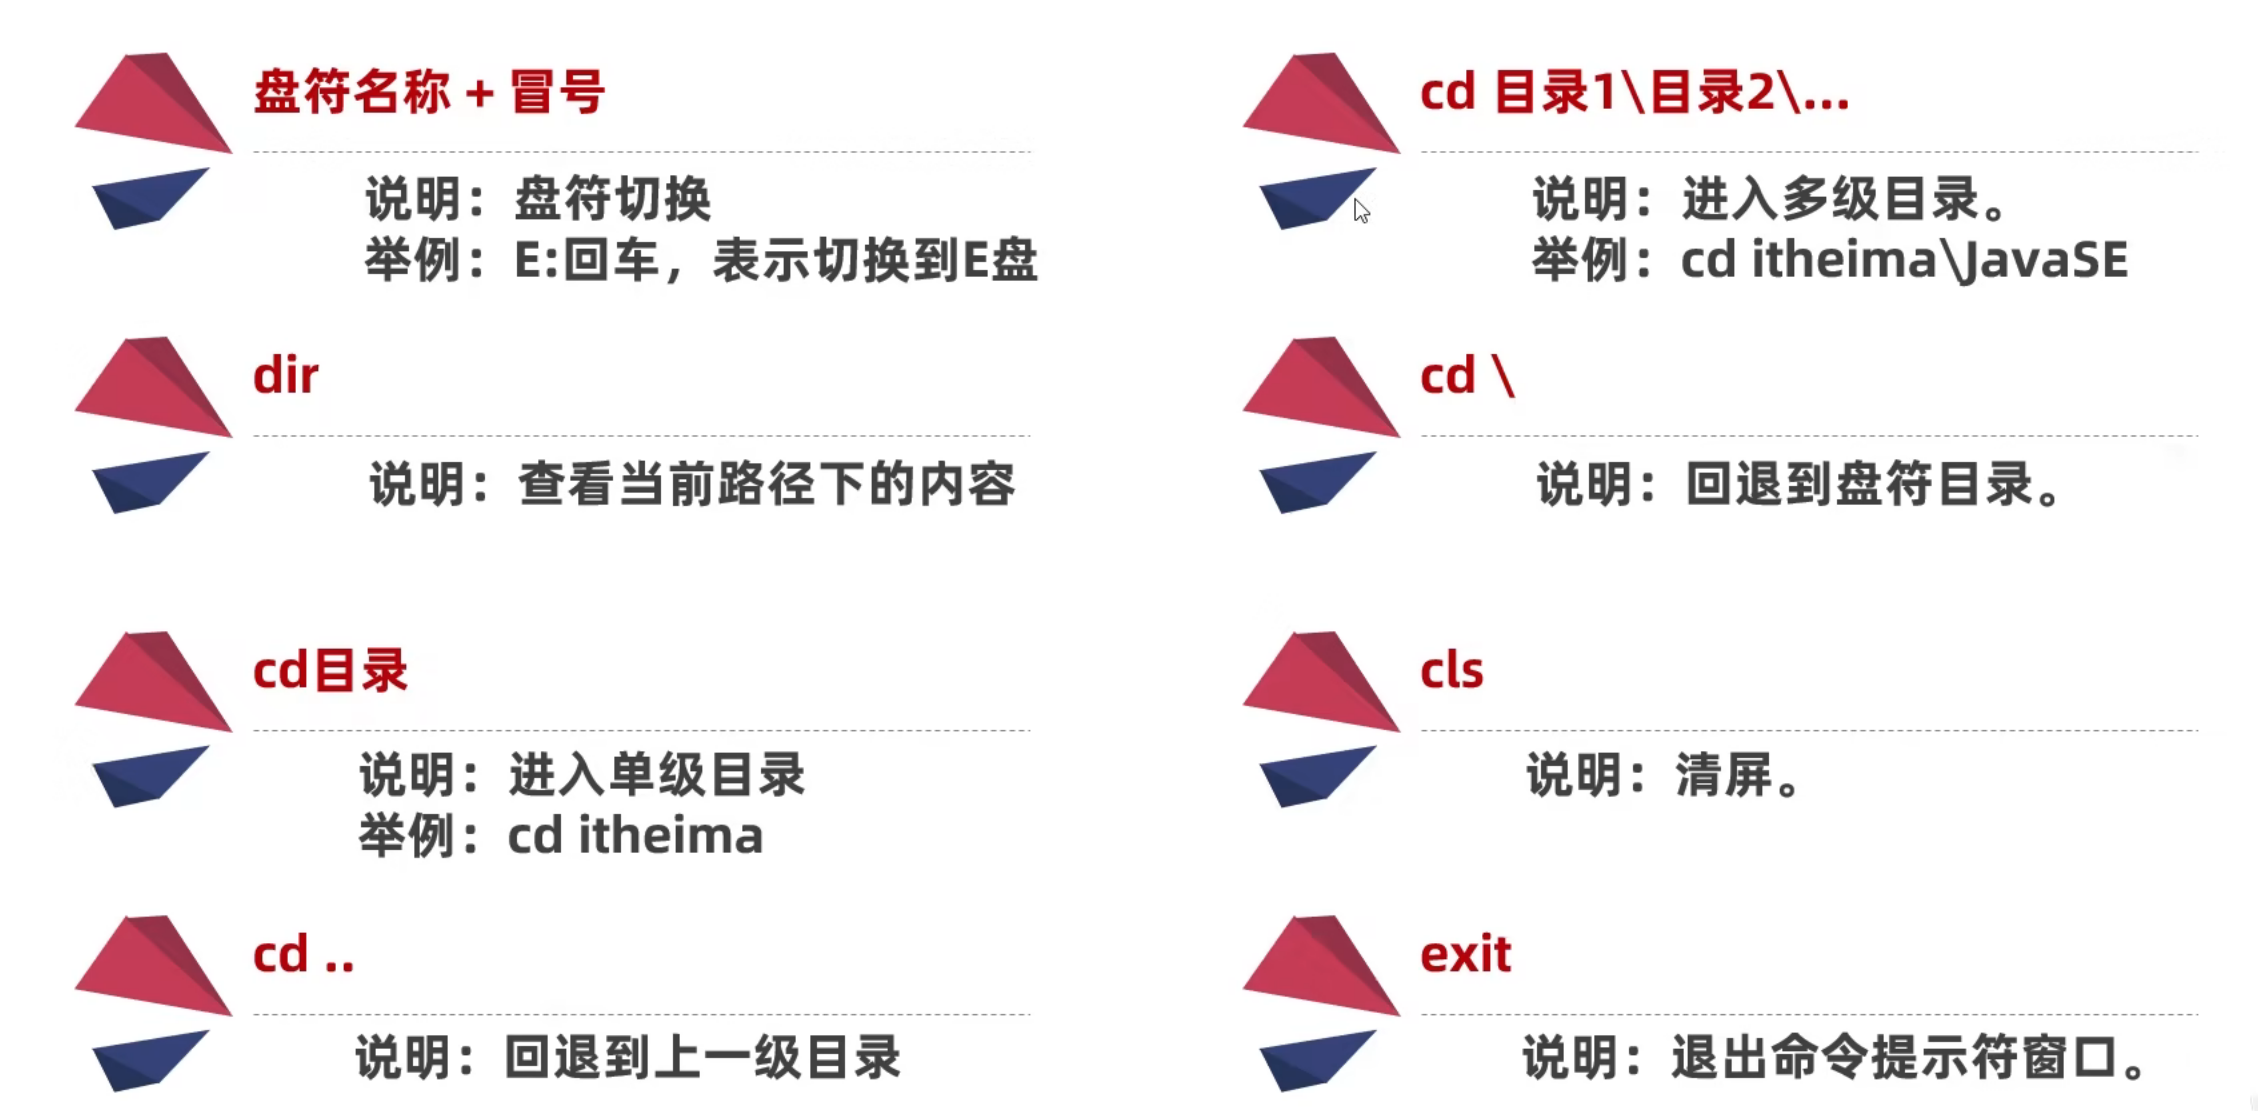 盘符名称 + 冒号
说明：盘符切换
举例：E:回车，表示切换到E盘
dir
说明：查看当前路径下的内容
cd目录
说明：进入单级目录
举例：cd itheima
cd ..
说明：回退到上一级目录
cd 目录1\目录2\...
说明：进入多级目录。
举例：cd itheima\JavaSE
cd \
说明：回退到盘符目录。
cls
说明：清屏。
exit
说明：退出命令提示符窗口。